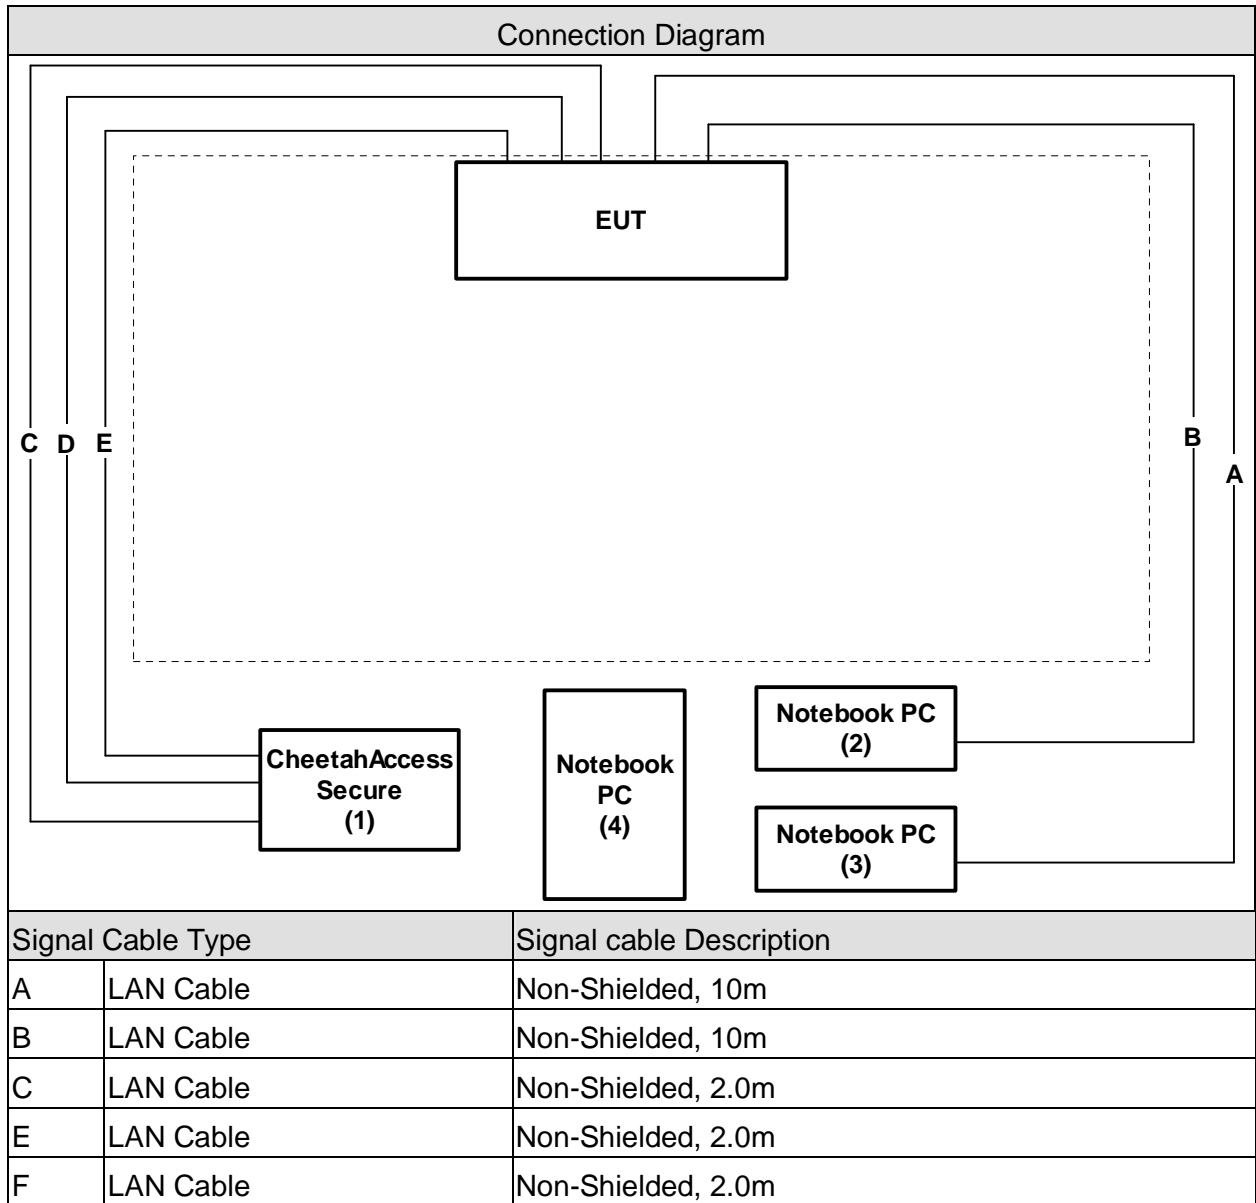 Connection Diagram
EUT
C D E
B
A
CheetahAccess
Secure
(1)
Notebook
PC
(4)
Notebook PC
(2)
Notebook PC
(3)
Signal Cable Type Signal cable Description
A LAN Cable Non-Shielded, 10m
B LAN Cable Non-Shielded, 10m
C LAN Cable Non-Shielded, 2.0m
E LAN Cable Non-Shielded, 2.0m
F LAN Cable Non-Shielded, 2.0m